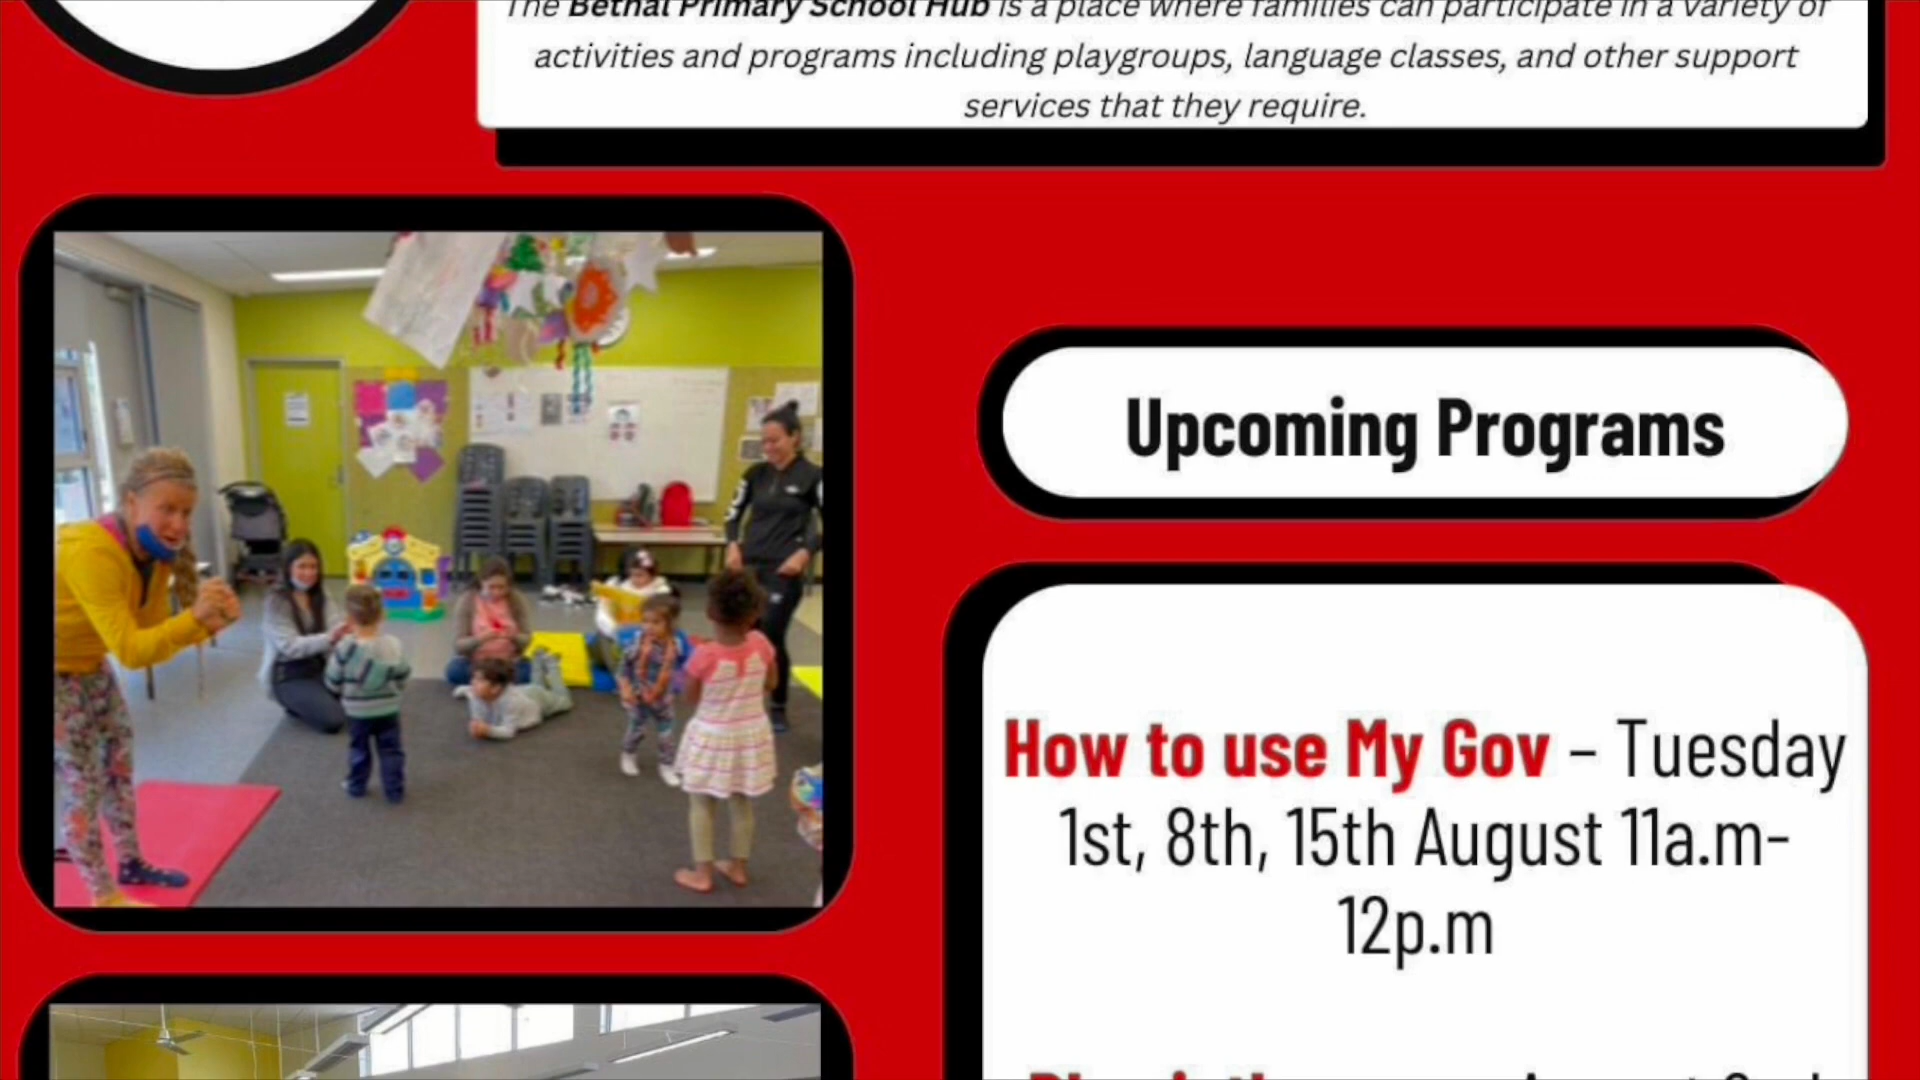 The Bethal Primary School Hub is a place where families can participate in a variety of
activities and programs including playgroups, language classes, and other support
services that they require.
Upcoming Programs
How to use My Gov – Tuesday
1st, 8th, 15th August 11a.m-
12p.m